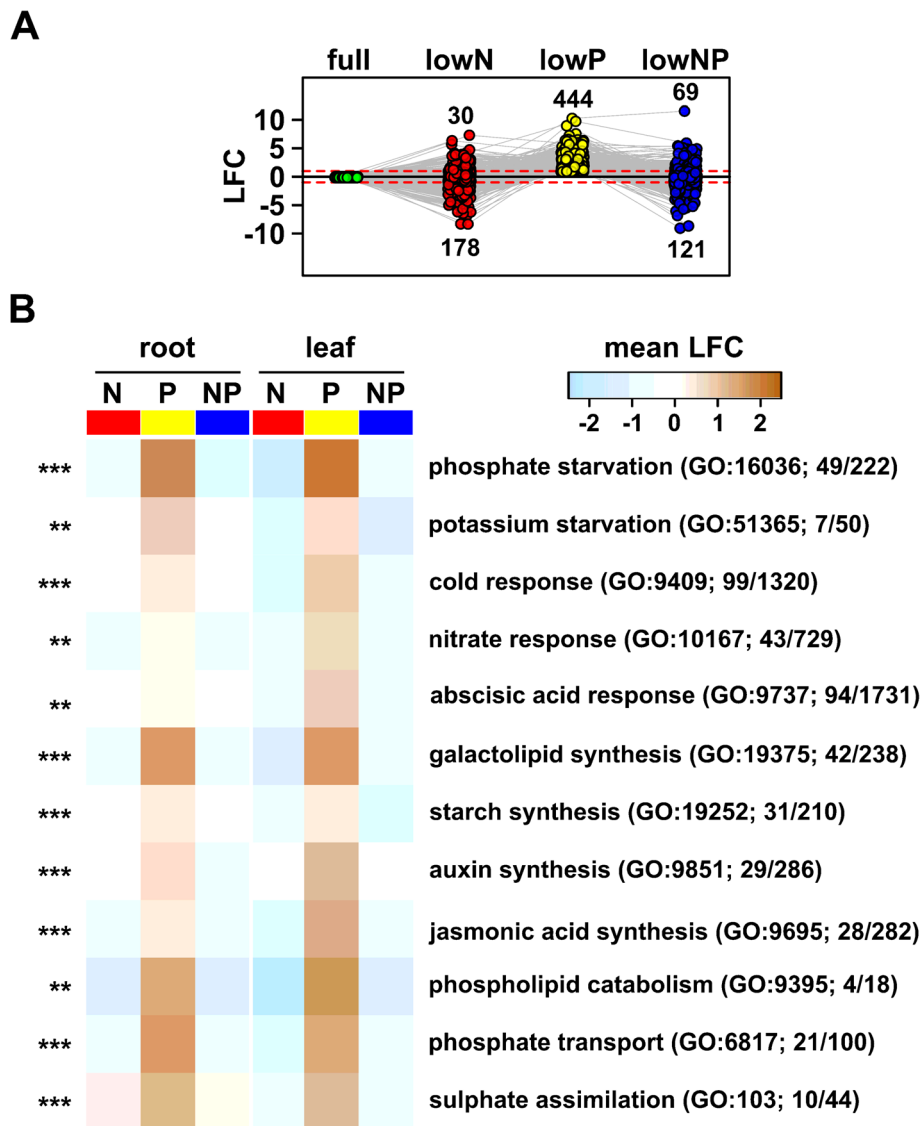 A
full lowN lowP lowNP
30 444 69
10
5
0
-5
-10
LFC
178 121
B
root leaf mean LFC
N P NP N P NP
-2 -1 0 1 2
*** phosphate starvation (GO:16036; 49/222)
** potassium starvation (GO:51365; 7/50)
*** cold response (GO:9409; 99/1320)
** nitrate response (GO:10167; 43/729)
** abscisic acid response (GO:9737; 94/1731)
*** galactolipid synthesis (GO:19375; 42/238)
*** starch synthesis (GO:19252; 31/210)
*** auxin synthesis (GO:9851; 29/286)
*** jasmonic acid synthesis (GO:9695; 28/282)
** phospholipid catabolism (GO:9395; 4/18)
*** phosphate transport (GO:6817; 21/100)
*** sulphate assimilation (GO:103; 10/44)